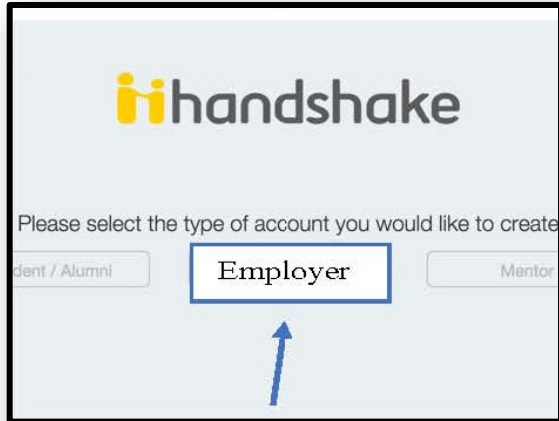 handshake
Please select the type of account you would like to create
dent / Alumni Employer Mentor